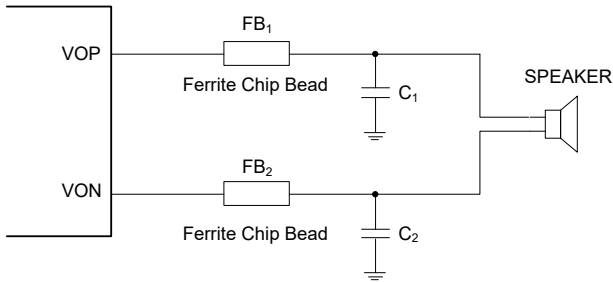 FB₁
VOP
Ferrite Chip Bead
C₁
SPEAKER
FB₂
VON
Ferrite Chip Bead
C₂